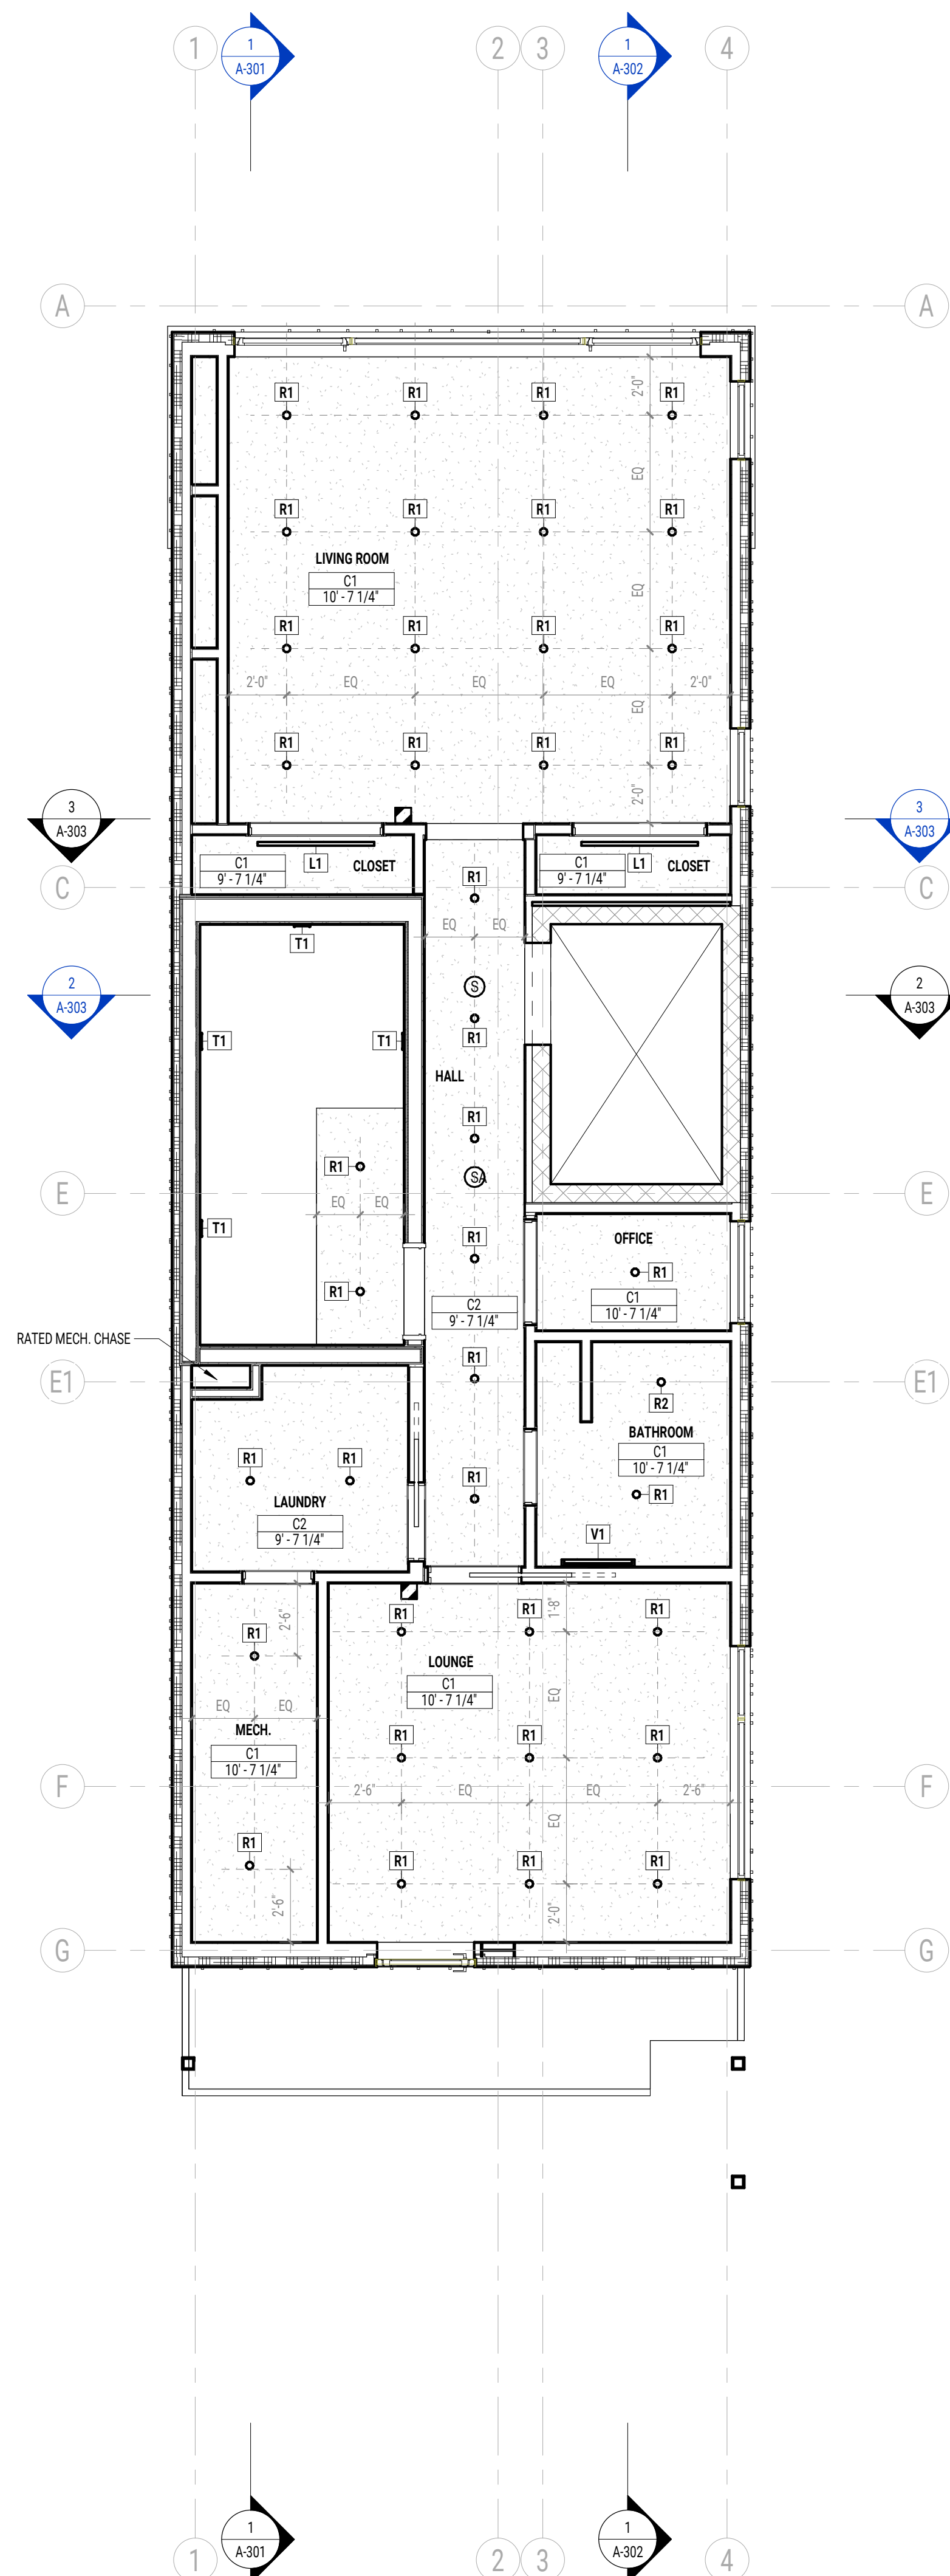 1
1
A-301
2
3
1
A-302
4
A
A
R1
R1
R1
R1
2'-0"
EQ
R1
R1
R1
R1
LIVING ROOM
C1
10' - 7 1/4"
EQ
R1
R1
R1
R1
2'-0"
EQ
EQ
EQ
2'-0"
EQ
R1
R1
R1
R1
2'-0"
3
A-303
3
A-303
C1
9' - 7 1/4"
L1
CLOSET
C1
9' - 7 1/4"
L1
CLOSET
R1
C
C
EQ
EQ
T1
2
A-303
S
2
A-303
T1
T1
R1
HALL
R1
R1
SA
E
E
EQ
EQ
T1
R1
OFFICE
R1
R1
C1
10' - 7 1/4"
C2
9' - 7 1/4"
RATED MECH. CHASE
R1
E1
E1
R2
BATHROOM
C1
10' - 7 1/4"
R1
R1
R1
R1
LAUNDRY
C2
9' - 7 1/4"
V1
2'-6"
R1
R1
R1
R1
1'-8"
LOUNGE
C1
10' - 7 1/4"
EQ
EQ
EQ
MECH.
C1
10' - 7 1/4"
R1
R1
R1
F
F
2'-6"
EQ
EQ
2'-6"
EQ
R1
R1
R1
R1
2'-6"
2'-0"
G
G
1
1
A-301
2
3
1
A-302
4